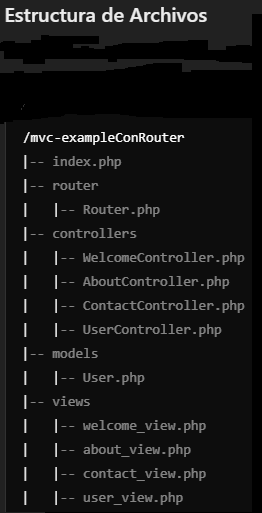 Estructura de Archivos
/mvc-exampleConRouter
|-- index.php
|-- router
|   |-- Router.php
|-- controllers
|   |-- WelcomeController.php
|   |-- AboutController.php
|   |-- ContactController.php
|   |-- UserController.php
|-- models
|   |-- User.php
|-- views
|   |-- welcome_view.php
|   |-- about_view.php
|   |-- contact_view.php
|   |-- user_view.php